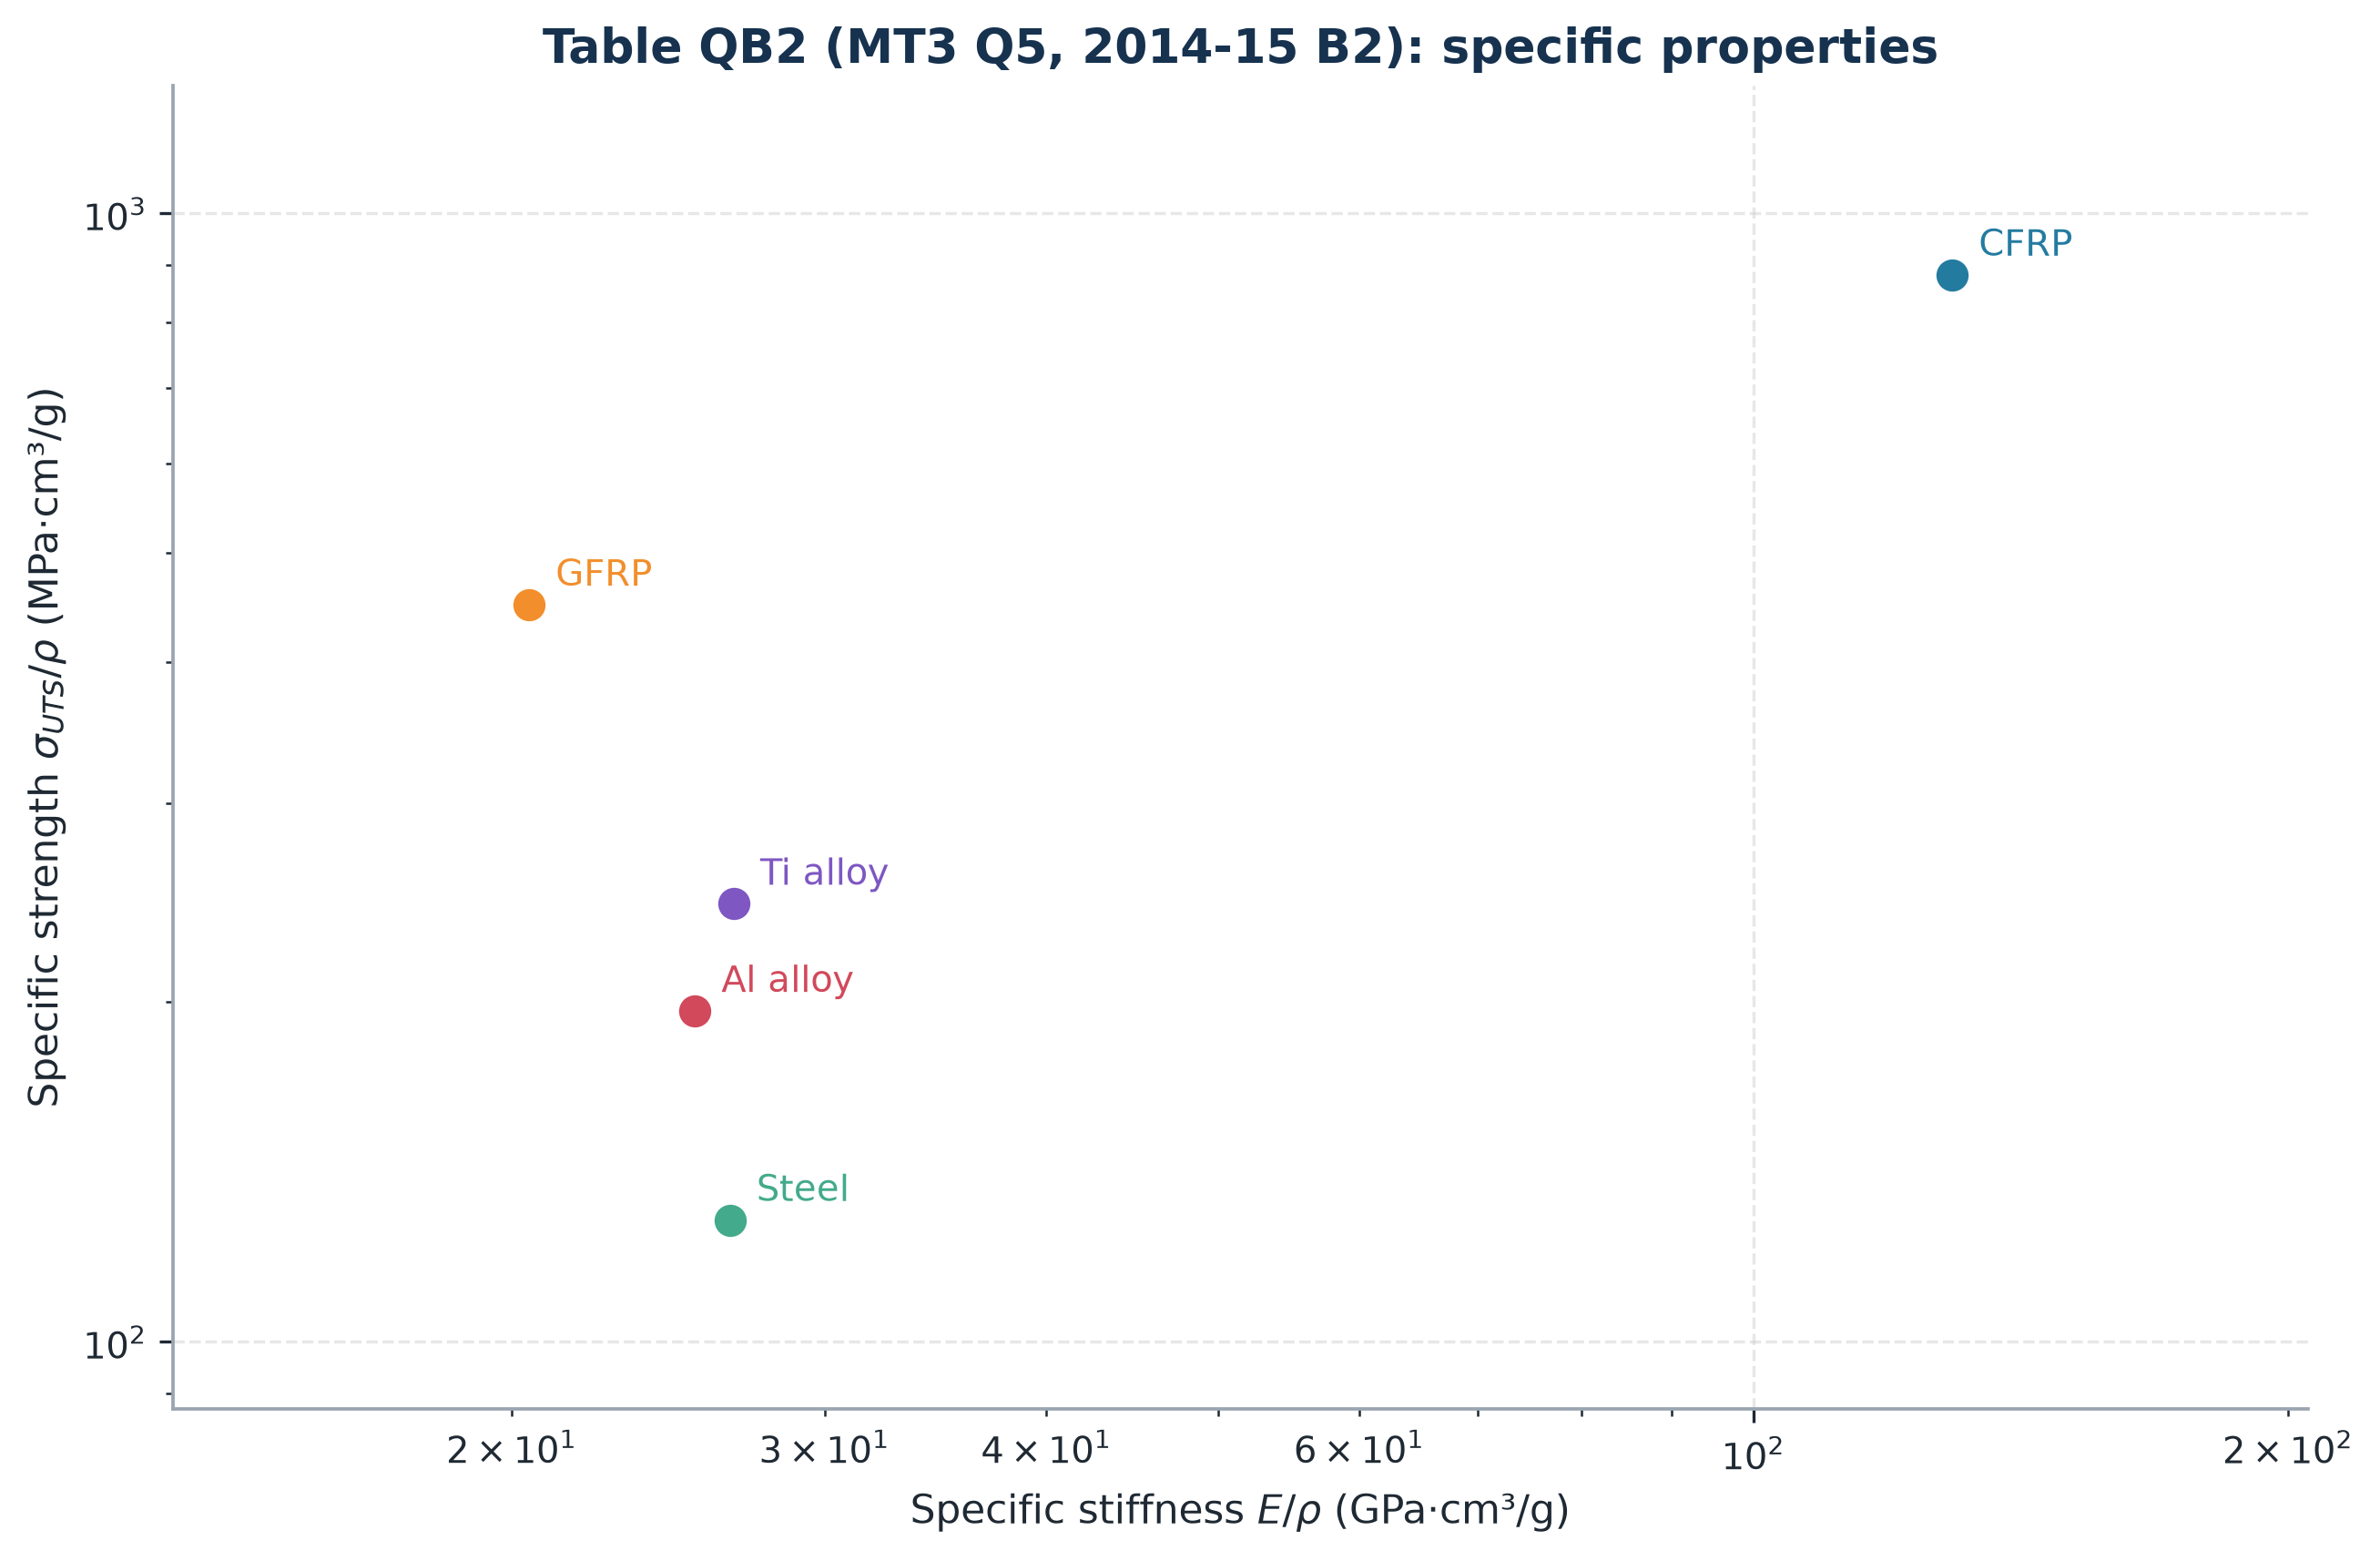 Table QB2 (MT3 Q5, 2014-15 B2): specific properties
Specific strength σ_UTS/ρ (MPa·cm³/g)
10³
10²
CFRP
GFRP
Ti alloy
Al alloy
Steel
2×10¹ 3×10¹ 4×10¹ 6×10¹ 10² 2×10²
Specific stiffness E/ρ (GPa·cm³/g)